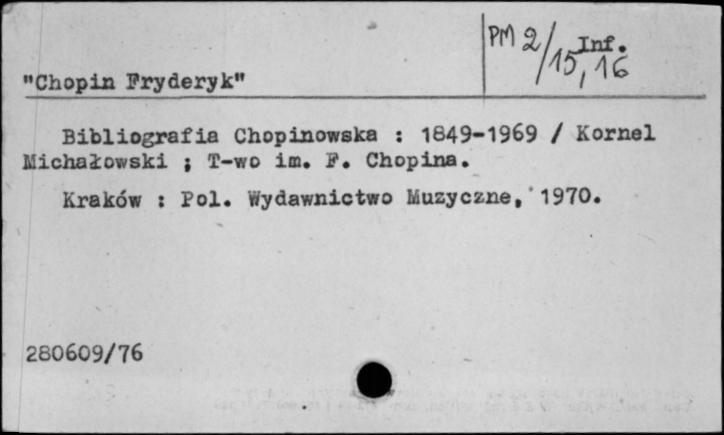 PM 2/15,16
Inf.
"Chopin Fryderyk"
Bibliografia Chopinowska : 1849-1969 / Kornel
Michałowski ; T-wo im. F. Chopina.
Kraków : Pol. Wydawnictwo Muzyczne, 1970.
280609/76